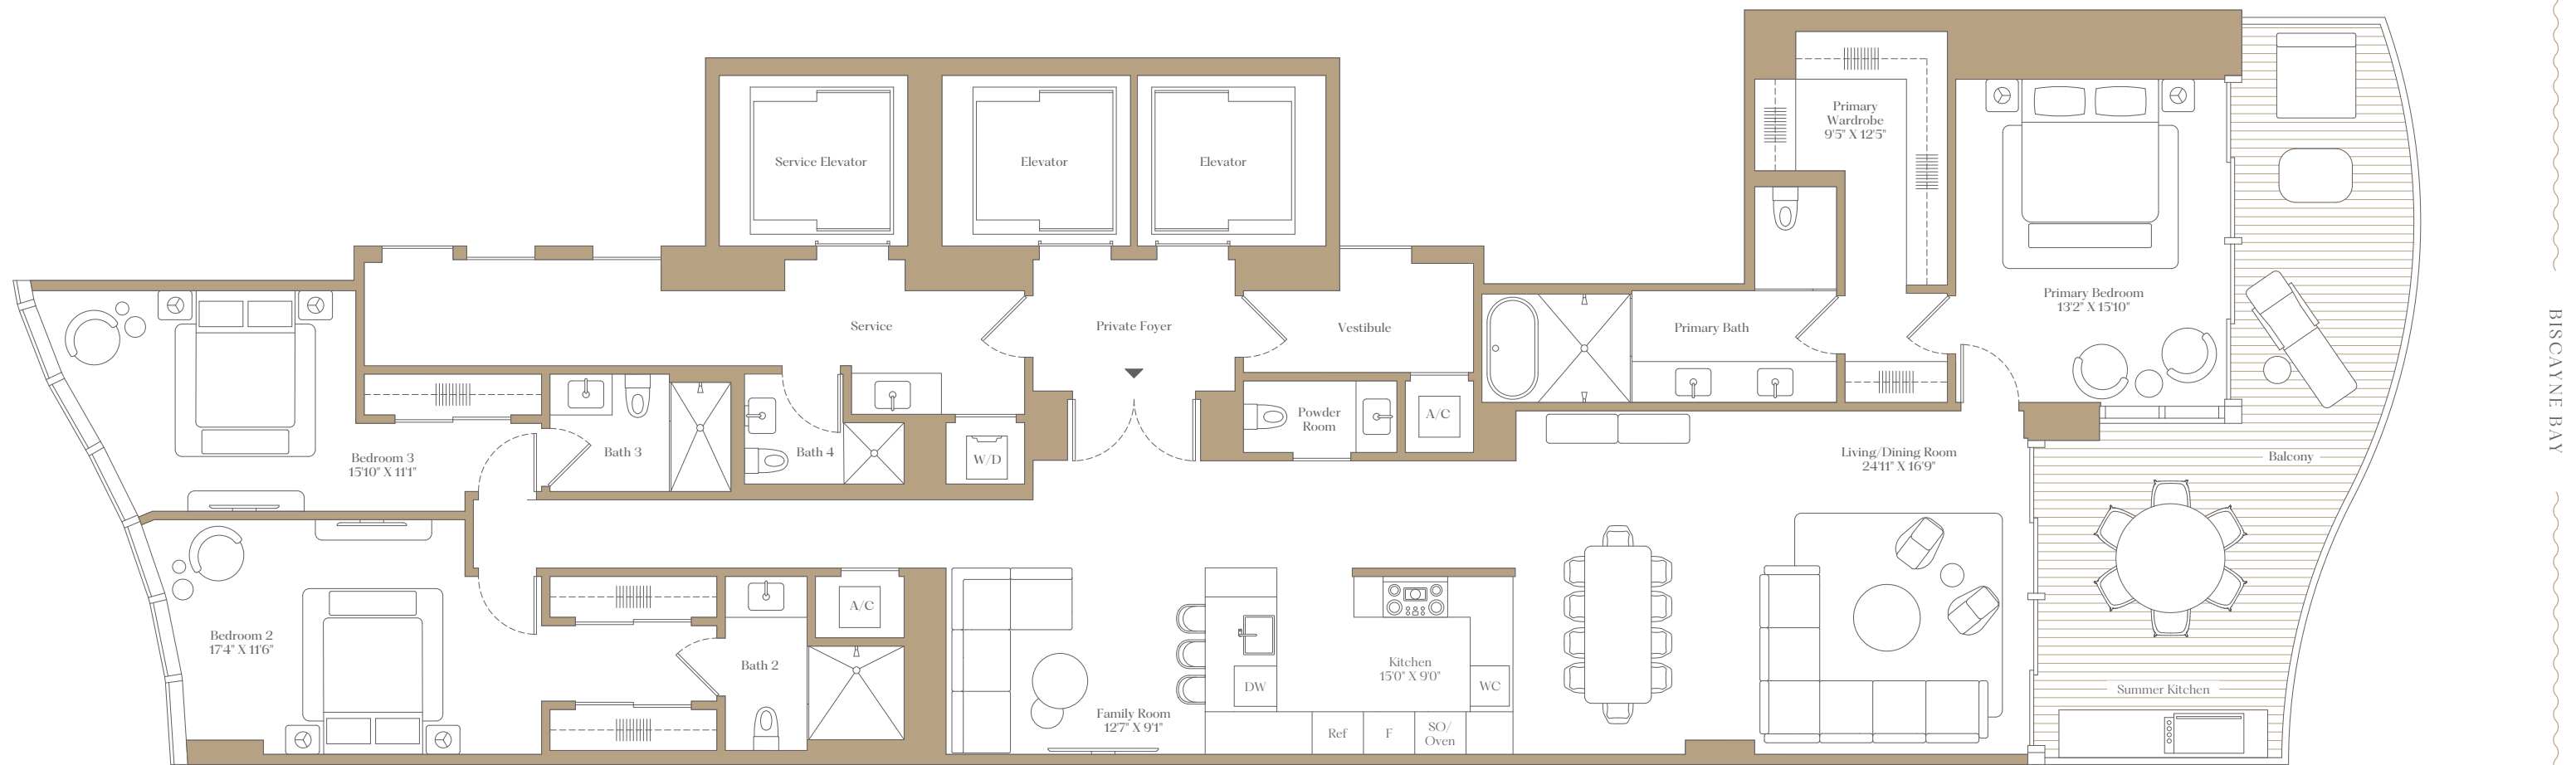 Service Elevator
Elevator
Elevator
Primary
Wardrobe
9'5" X 12'5"
Primary Bedroom
13'2" X 15'10"
Service
Private Foyer
Vestibule
Primary Bath
BISCAYNE BAY
Bedroom 3
15'10" X 11'1"
Bath 3
Bath 4
W/D
Powder
Room
A/C
Living/Dining Room
24'11" X 16'9"
Balcony
Bedroom 2
17'4" X 11'6"
A/C
Bath 2
Family Room
12'7" X 9'1"
DW
Kitchen
15'0" X 9'0"
WC
Ref
F
SO/
Oven
Summer Kitchen